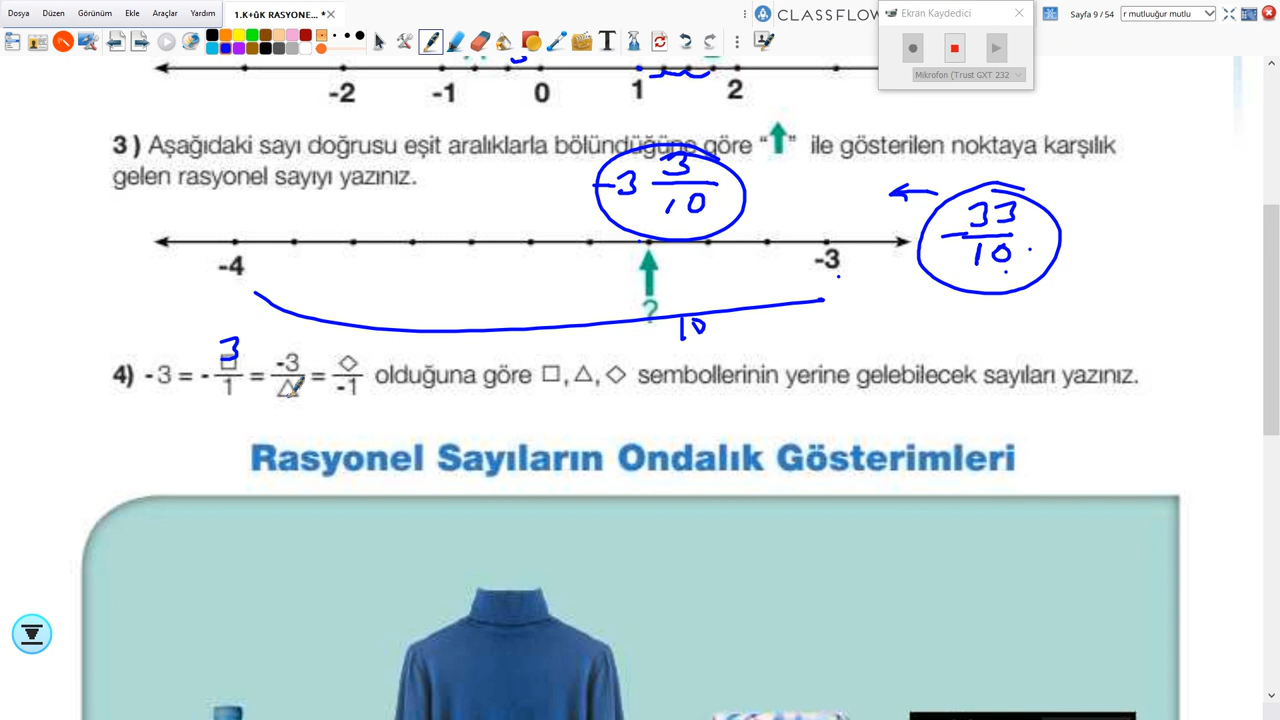 Dosya Düzen Görünüm Ekle Araçlar Yardım 1.K+ûK RASYONE... *
CLASSFLOW
Ekran Kaydedici
Sayfa 9 / 54 r mutluuğur mutlu
Mikrofon (Trust GXT 232
-2 -1 0 1 2
3 ) Aşağıdaki sayı doğrusu eşit aralıklarla bölündüğüne göre "↑" ile gösterilen noktaya karşılık
gelen rasyonel sayıyı yazınız.
-3 3/10
-33/10
-4 -3
?
10
3
4) -3 = -□/1 = -3/△ = ◇/-1 olduğuna göre □, △, ◇ sembollerinin yerine gelebilecek sayıları yazınız.
Rasyonel Sayıların Ondalık Gösterimleri